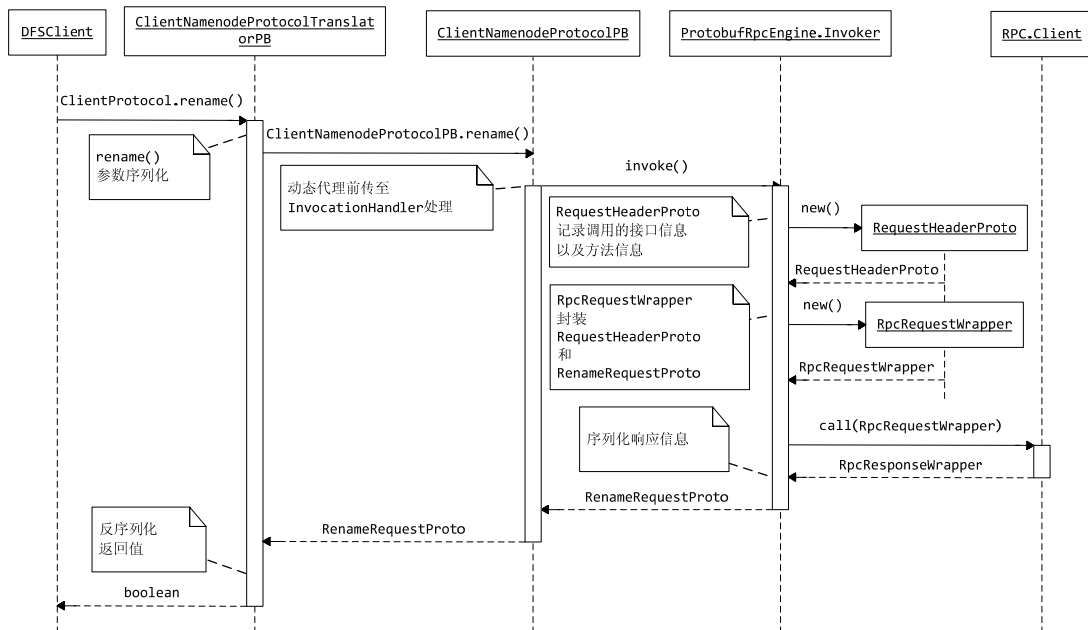 DFSClient
ClientNamenodeProtocolTranslat
orPB
ClientNamenodeProtocolPB
ProtobufRpcEngine.Invoker
RPC.Client
ClientProtocol.rename()
rename()
参数序列化
ClientNamenodeProtocolPB.rename()
动态代理前传至
InvocationHandler处理
invoke()
RequestHeaderProto
记录调用的接口信息
以及方法信息
new()
RequestHeaderProto
RequestHeaderProto
RpcRequestWrapper
封装
RequestHeaderProto
和
RenameRequestProto
new()
RpcRequestWrapper
RpcRequestWrapper
序列化响应信息
call(RpcRequestWrapper)
RpcResponseWrapper
RenameRequestProto
RenameRequestProto
反序列化
返回值
boolean